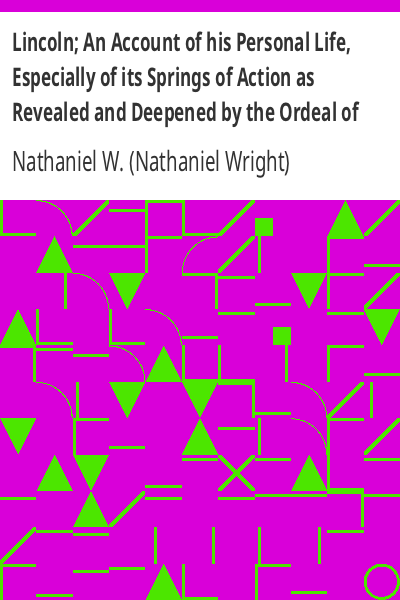 Lincoln; An Account of his Personal Life,
Especially of its Springs of Action as
Revealed and Deepened by the Ordeal of
Nathaniel W. (Nathaniel Wright)